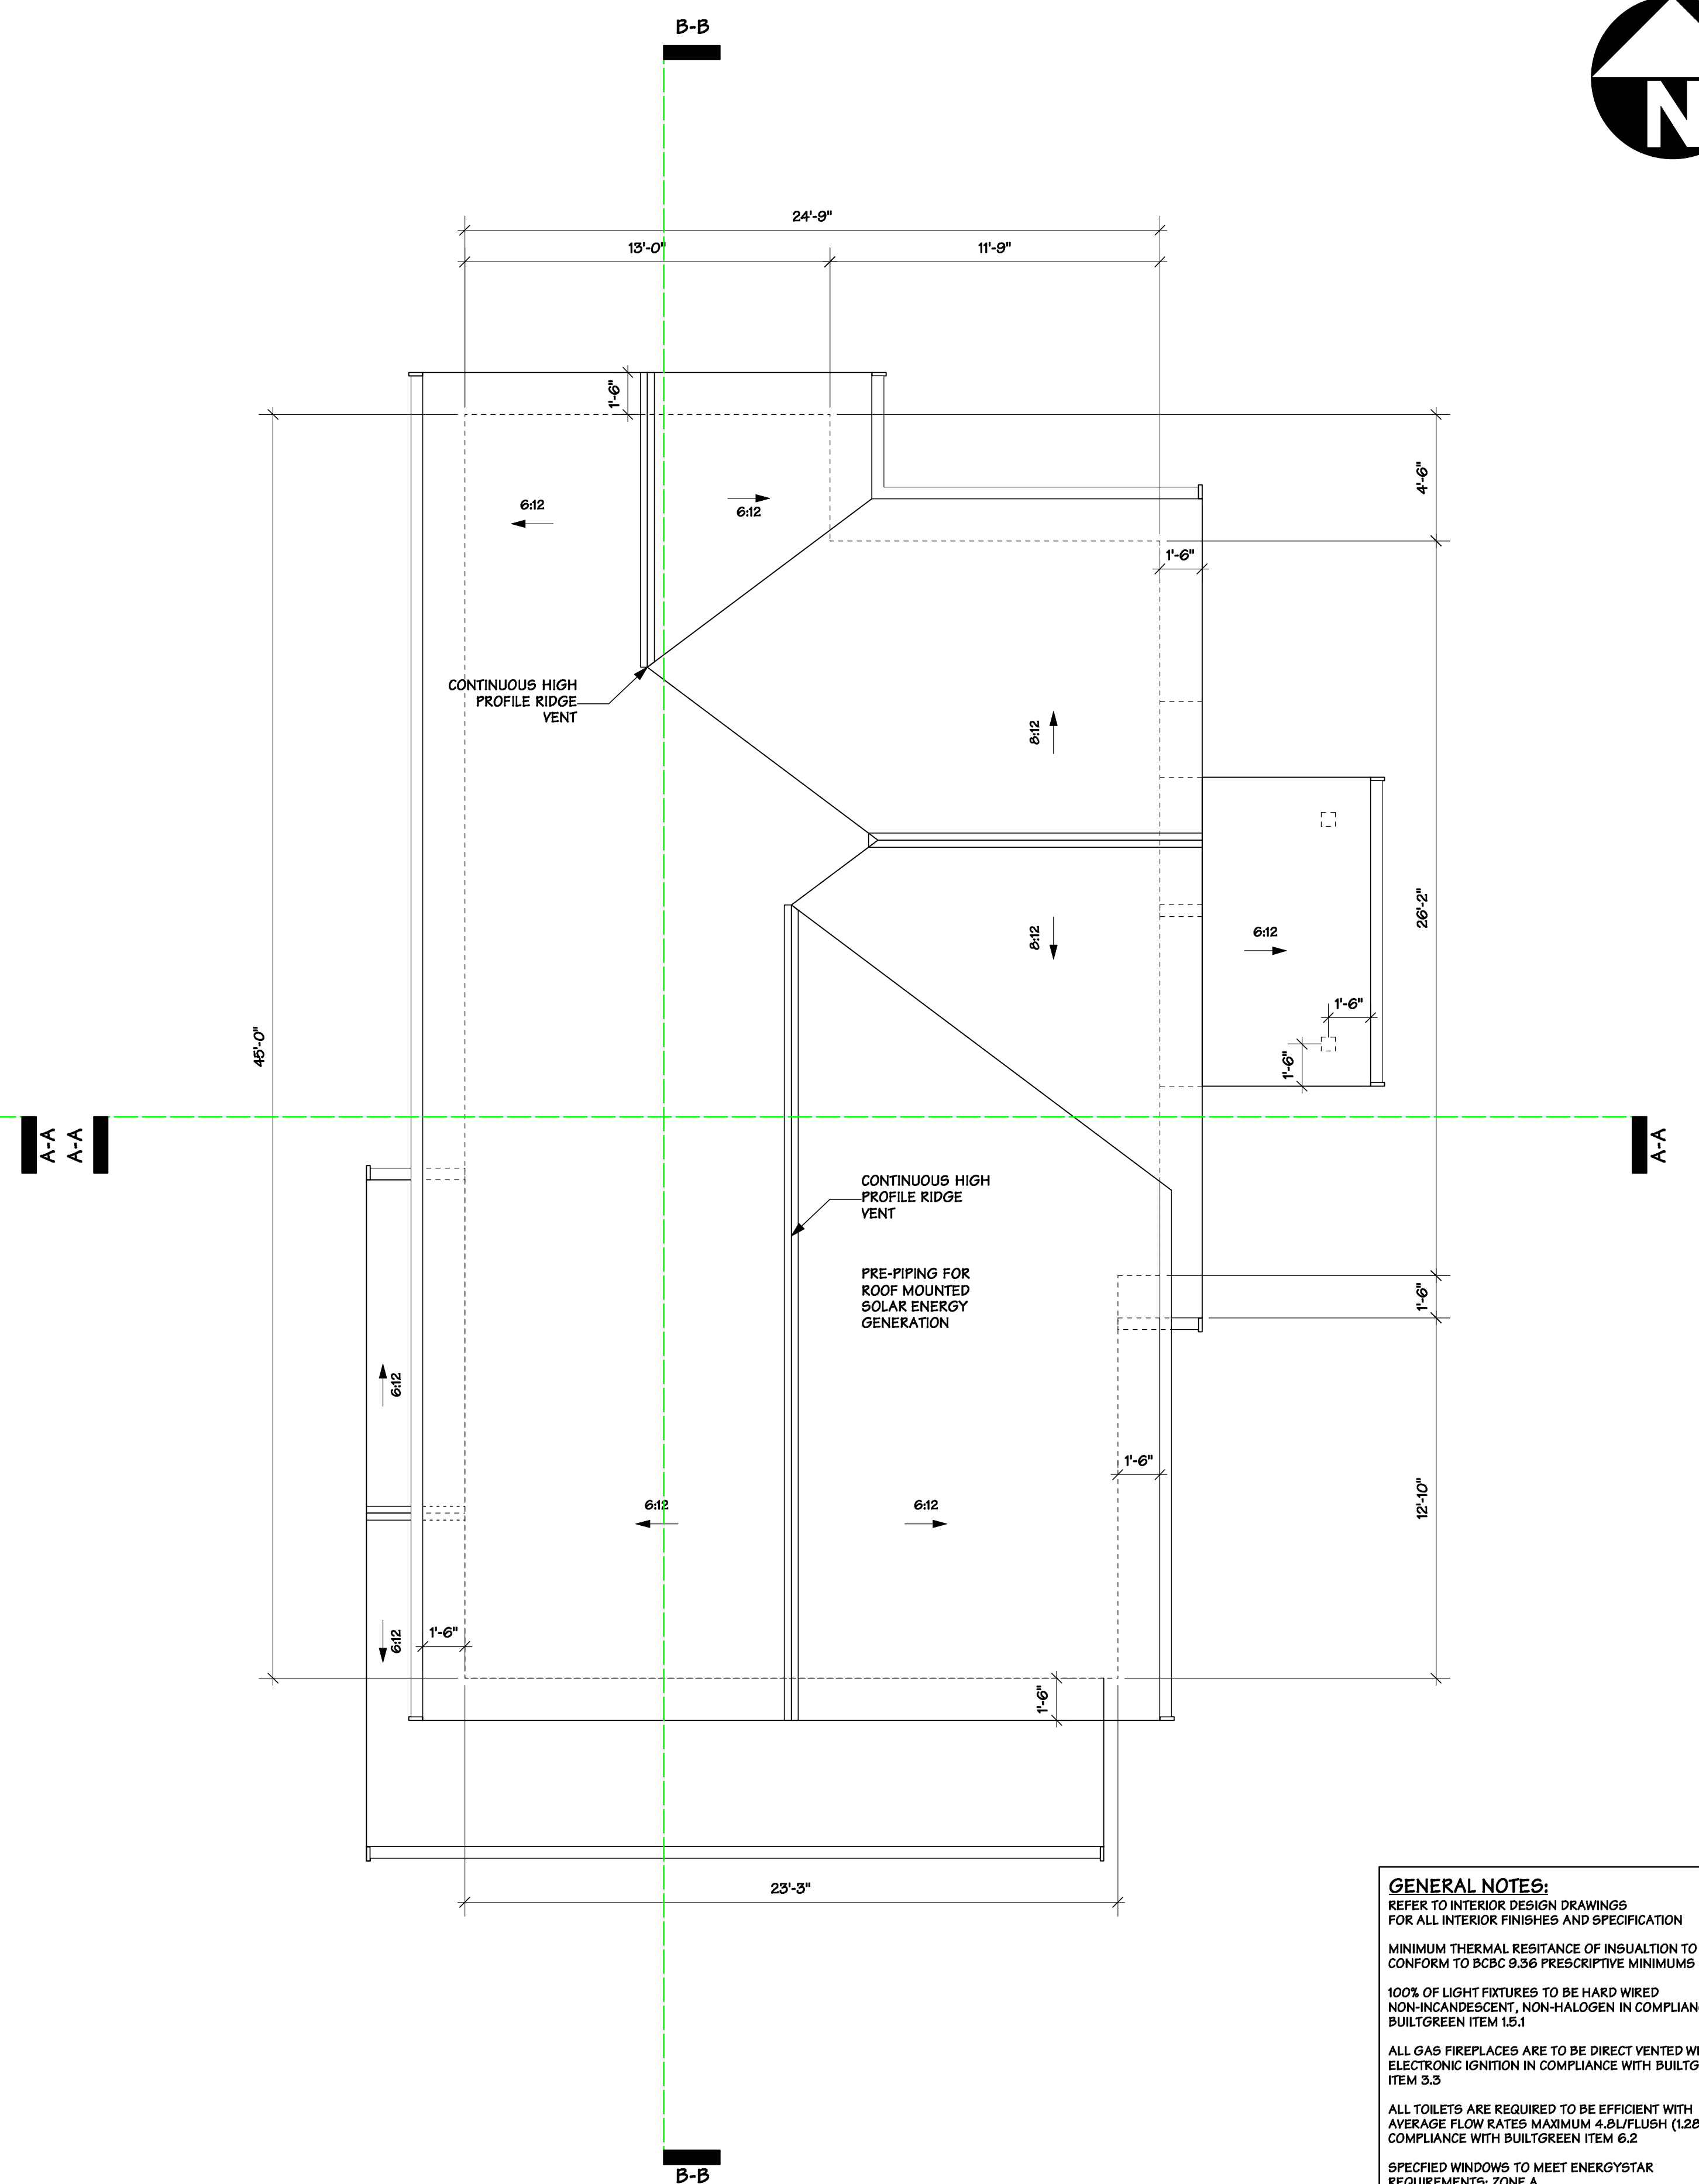 B-B
N
24'-9"
13'-0"
11'-9"
1'-6"
4'-6"
6:12
6:12
1'-6"
CONTINUOUS HIGH
PROFILE RIDGE
VENT
8:12
26'-2"
8:12
6:12
1'-6"
45'-0"
1'-6"
A-A
A-A
A-A
CONTINUOUS HIGH
PROFILE RIDGE
VENT
PRE-PIPING FOR
ROOF MOUNTED
SOLAR ENERGY
GENERATION
1'-6"
6:12
1'-6"
12'-10"
6:12
6:12
6:12
1'-6"
1'-6"
23'-3"
GENERAL NOTES:
REFER TO INTERIOR DESIGN DRAWINGS
FOR ALL INTERIOR FINISHES AND SPECIFICATION
MINIMUM THERMAL RESITANCE OF INSUALTION TO
CONFORM TO BCBC 9.36 PRESCRIPTIVE MINIMUMS
100% OF LIGHT FIXTURES TO BE HARD WIRED
NON-INCANDESCENT, NON-HALOGEN IN
BUILTGREEN ITEM 1.5.1
ALL GAS FIREPLACES ARE TO BE DIRECT VENTED
ELECTRONIC IGNITION IN COMPLIANCE WITH
ITEM 3.3
ALL TOILETS ARE REQUIRED TO BE EFFICIENT WITH
AVERAGE FLOW RATES MAXIMUM 4.8L/FLUSH (1.28
COMPLIANCE WITH BUILTGREEN ITEM 6.2
SPECFIED WINDOWS TO MEET ENERGYSTAR
REQUIREMENTS: ZONE A
B-B